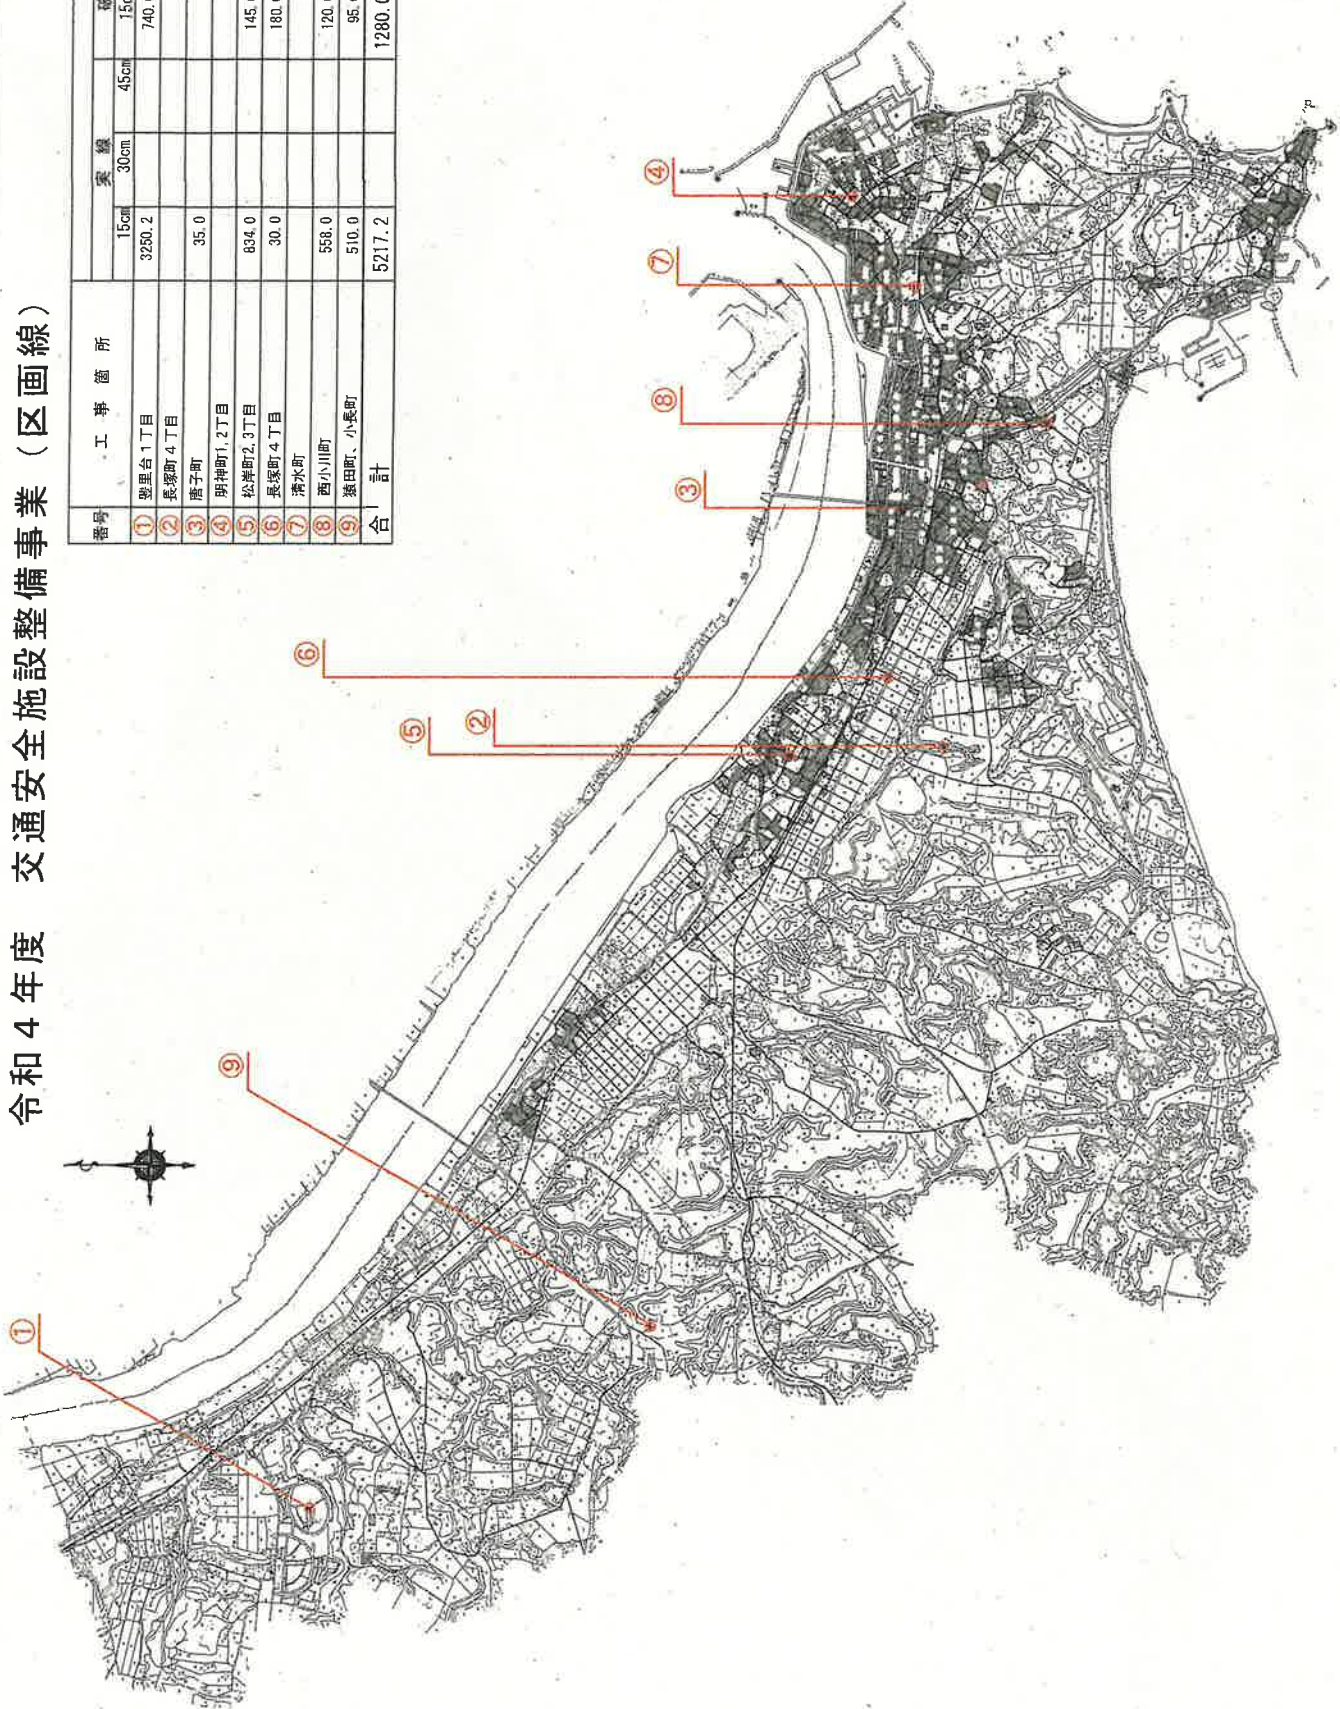 令和４年度　交通安全施設整備事業（区画線）
番号 工事箇所 実線
15cm 30cm 45cm
① 豊里台１丁目 3250.2 740.
② 長塚町４丁目
③ 唐子町 35.0
④ 明神町1,2丁目
⑤ 松岸町2,3丁目 834.0 145.
⑥ 長塚町４丁目 30.0 180.
⑦ 清水町
⑧ 西小川町 558.0 120.
⑨ 猿田町、小長町 510.0 95.
合計 5217.2 1280.
①
⑨
⑥
⑤
②
③
⑧
⑦
④